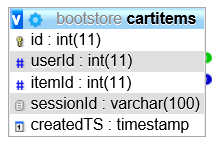 v bootstore cartitems
id : int(11)
# userId : int(11)
# itemId : int(11)
sessionId : varchar(100)
createdTS : timestamp